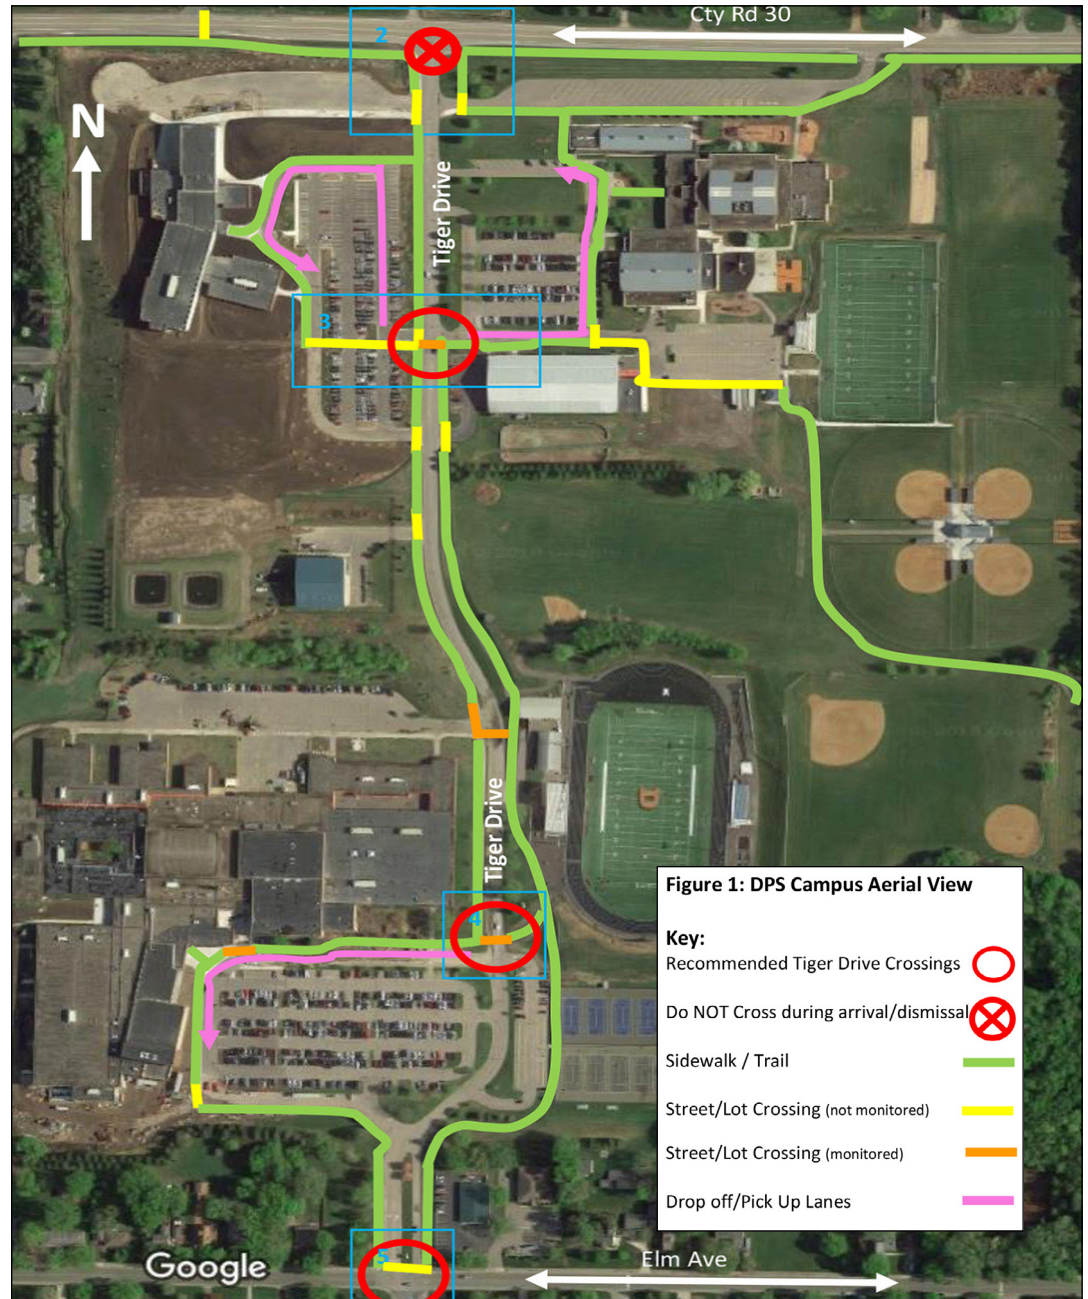 Cty Rd 30
2
N
Tiger Drive
3
Tiger Drive
4
D
Figure 1: DPS Campus Aerial View
Key:
Recommended Tiger Drive Crossings
Do NOT Cross during arrival/dismissal
Sidewalk / Trail
Street/Lot Crossing (not monitored)
Street/Lot Crossing (monitored)
Drop off/Pick Up Lanes
5
Google
Elm Ave